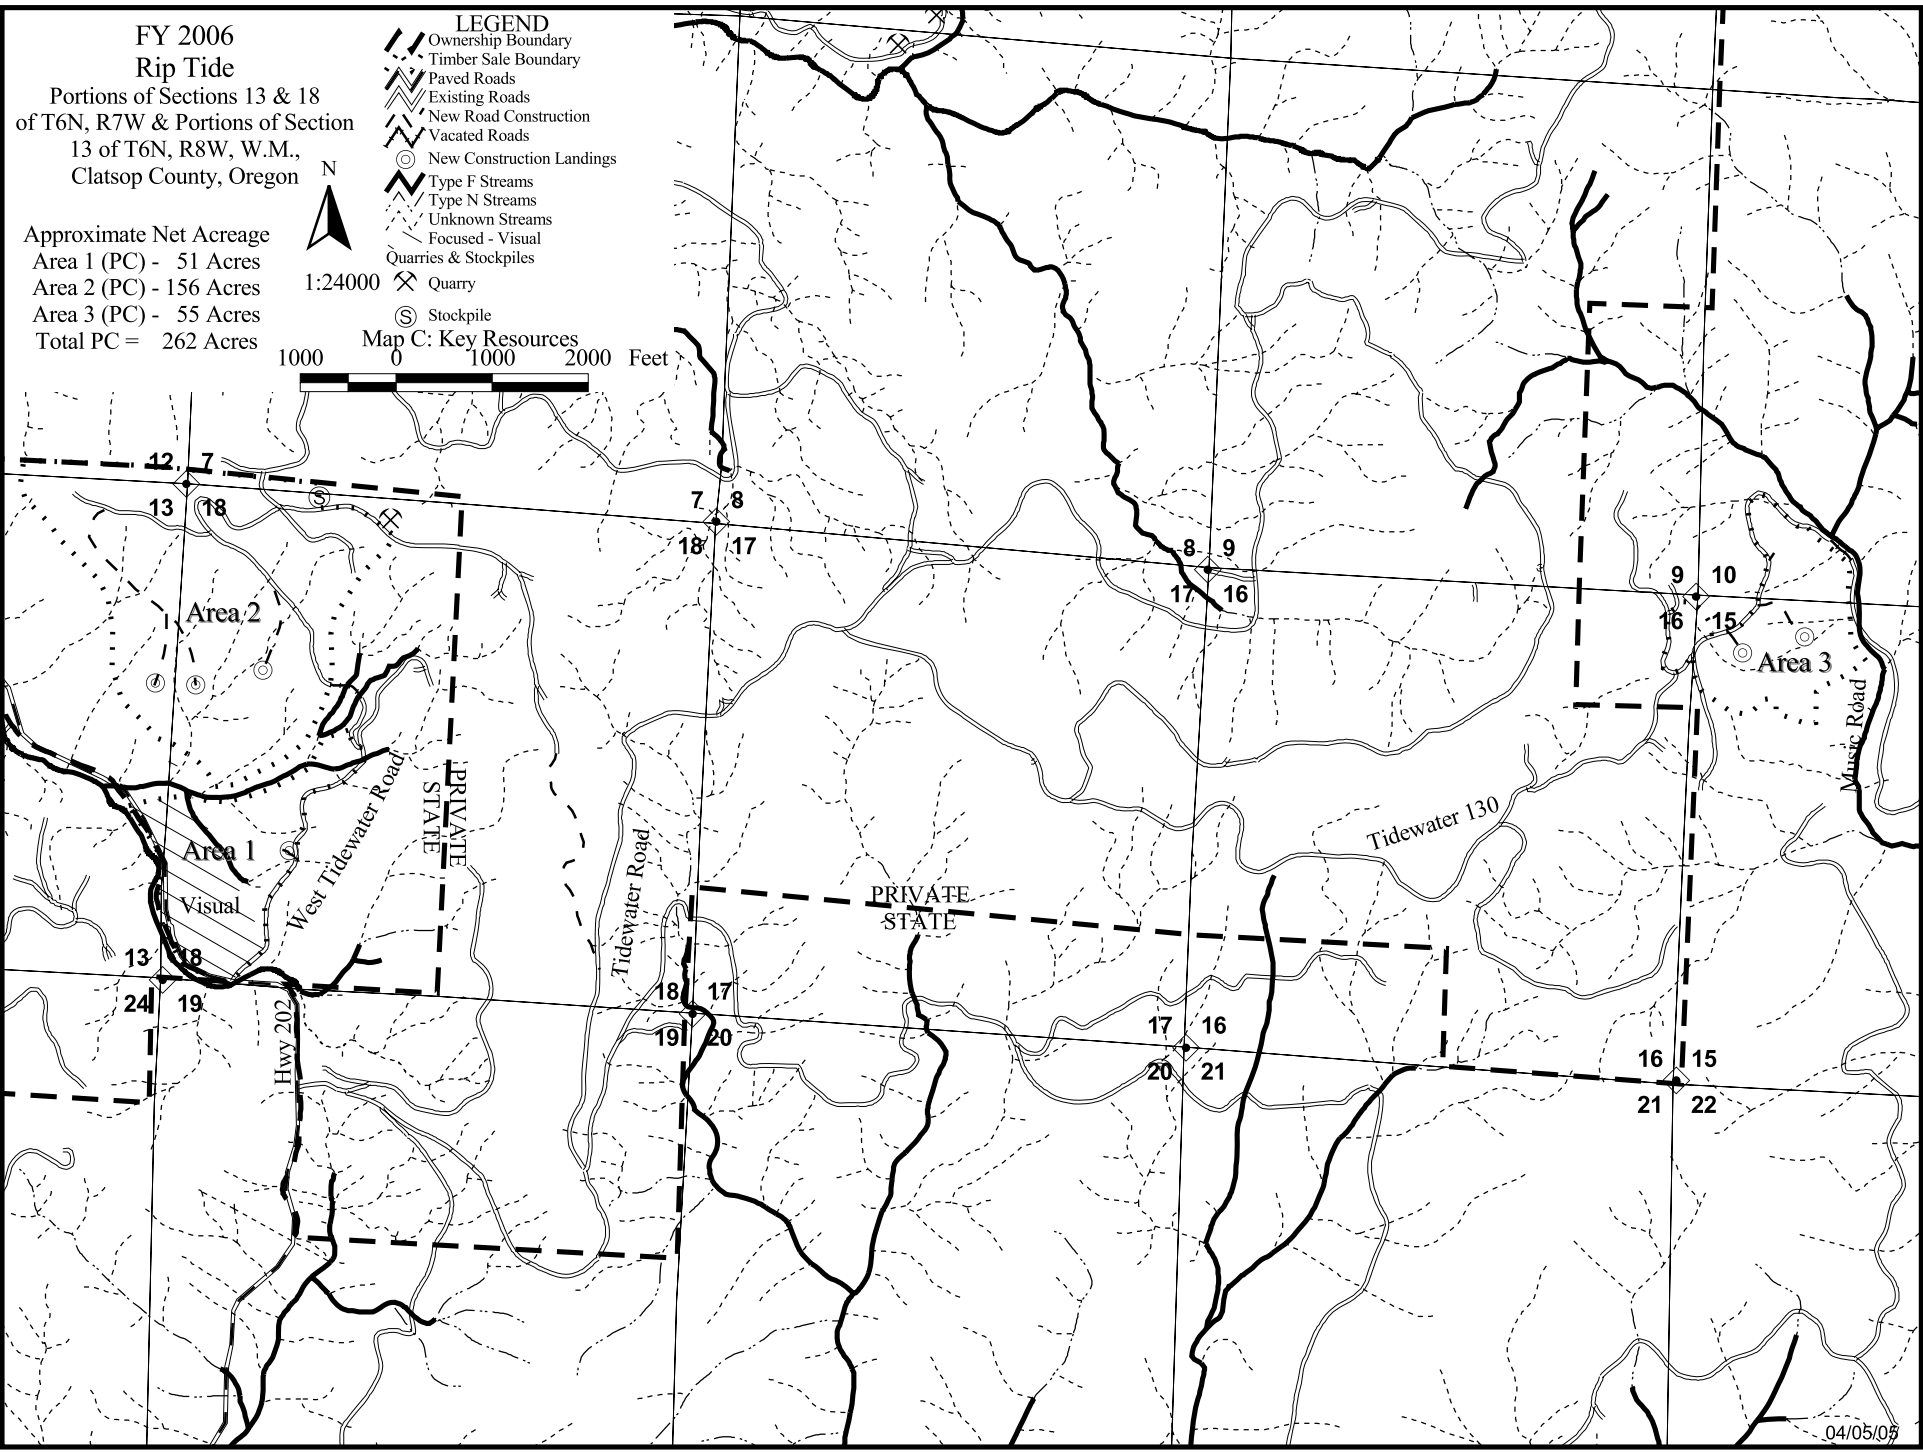 FY 2006
Rip Tide
Portions of Sections 13 & 18
of T6N, R7W & Portions of Section
13 of T6N, R8W, W.M.,
Clatsop County, Oregon
Approximate Net Acreage
Area 1 (PC) - 51 Acres
Area 2 (PC) - 156 Acres
Area 3 (PC) - 55 Acres
Total PC = 262 Acres
N
1:24000
LEGEND
Ownership Boundary
Timber Sale Boundary
Paved Roads
Existing Roads
New Road Construction
Vacated Roads
New Construction Landings
Type F Streams
Type N Streams
Unknown Streams
Focused - Visual
Quarries & Stockpiles
Quarry
S Stockpile
Map C: Key Resources
1000 0 1000 2000 Feet
12 7
13 18
S
7 8
18 17
8 9
17 16
9 10
16 15
Area 2
Area 3
Music Road
PRIVATE
STATE
West Tidewater Road
Area 1
Visual
Tidewater Road
Tidewater 130
PRIVATE
STATE
13 18
24 19
Hwy 202
18 17
19 20
17 16
20 21
16 15
21 22
04/05/05